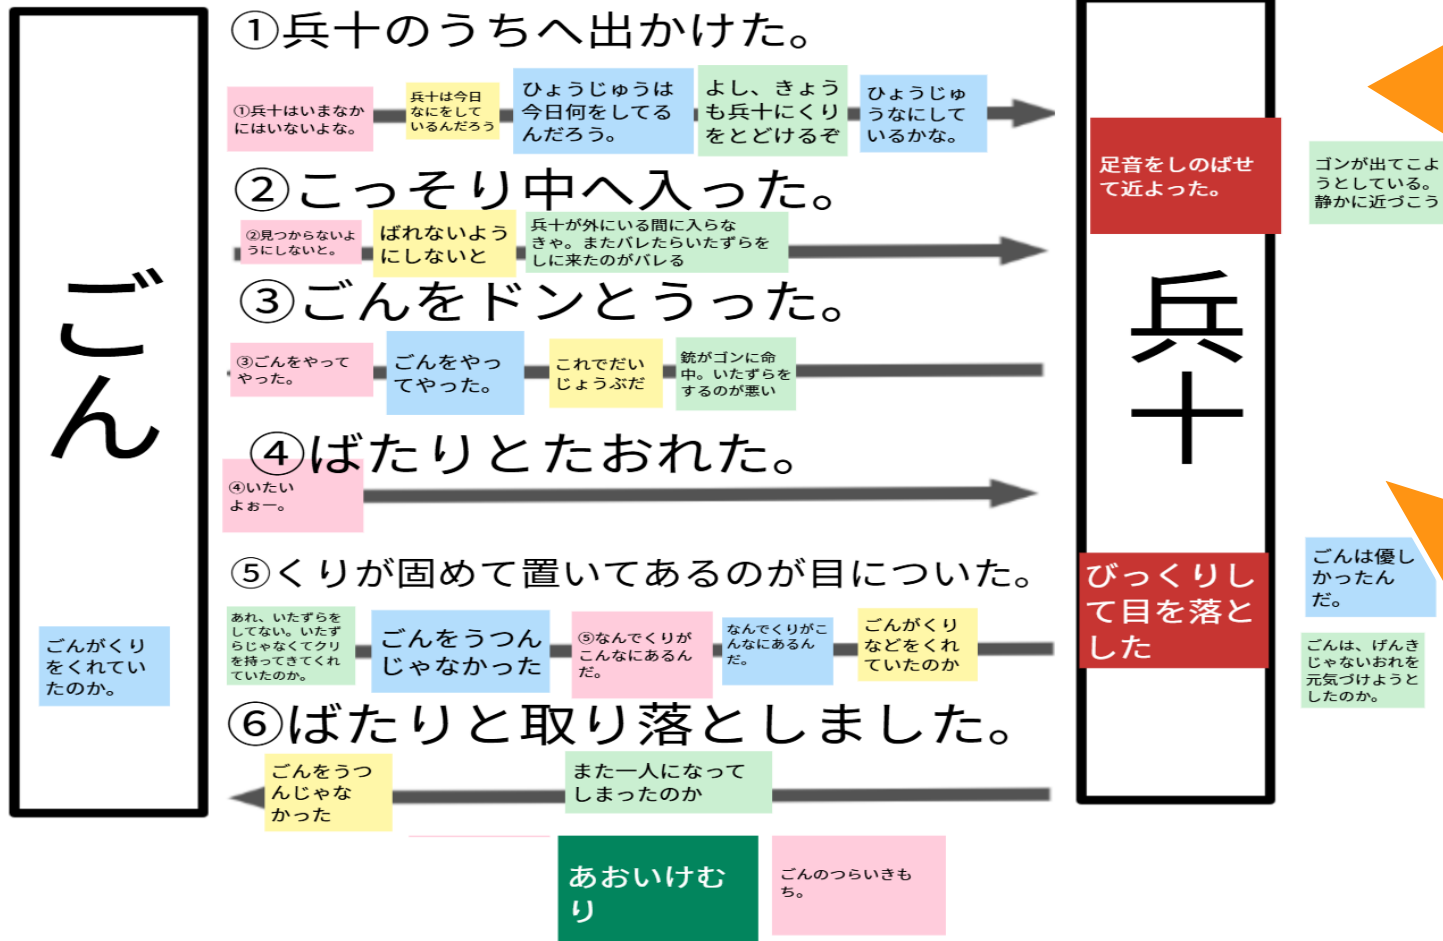 ①兵十のうちへ出かけた。
①兵十はいまなか
にはいないよな。
兵十は今日
なにをして
いるんだろう
ひょうじゅうは
今日何をしてる
んだろう。
よし、きょう
も兵十にくり
をとどけるぞ
ひょうじゅ
うなにして
いるかな。
足音をしのばせ
て近よった。
ゴンが出てこよ
うとしている。
静かに近づこう
②こっそり中へ入った。
②見つからないよ
うにしないと。
ばれないよう
にしないと
兵十が外にいる間に入らな
きゃ。またバレたらいたずらを
しに来たのがバレる
ごん
兵十
③ごんをドンとうった。
③ごんをやって
やった。
ごんをやっ
てやった。
これでだい
じょうぶだ
銃がゴンに命
中。いたずらを
するのが悪い
④ばたりとたおれた。
④いたい
よぉー。
⑤くりが固めて置いてあるのが目についた。
ごんがくり
をくれてい
たのか。
あれ、いたずらを
してない。いたず
らじゃなくてクリ
を持ってきてくれ
ていたのか。
ごんをうつん
じゃなかった
⑤なんでくりが
こんなにあるん
だ。
なんでくりがこ
んなにあるん
だ。
ごんがくり
などをくれ
ていたのか
びっくりし
て目を落と
した
ごんは優し
かったん
だ。
ごんは、げんき
じゃないおれを
元気づけようと
したのか。
⑥ばたりと取り落としました。
ごんをうつ
んじゃな
かった
また一人になって
しまったのか
あおいけむ
り
ごんのつらいきも
ち。